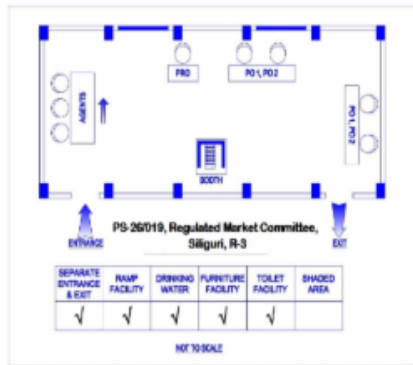 PRO
PO 1, PO 2
AGENTS
PO 1, PO 2
BOOTH
ENTRANCE
EXIT
PS-26/019, Regulated Market Committee,
Siliguri, R-3
SEPARATE ENTRANCE & EXIT
RAMP FACILITY
DRINKING WATER
FURNITURE FACILITY
TOILET FACILITY
SHADED AREA
√ √ √ √ √
NOT TO SCALE